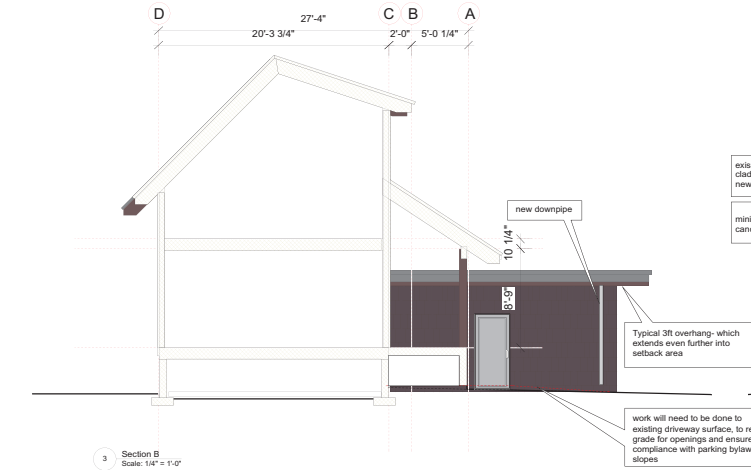 D
C
B
A
27'-4"
20'-3 3/4"
2'-0"
5'-0 1/4"
new downpipe
10 1/4"
8'-9"
Typical 3ft overhang- which
extends even further into
setback area
work will need to be done to
existing driveway surface, to re
grade for openings and ensure
compliance with parking bylaw
slopes
3
Section B
Scale: 1/4" = 1'-0"
exis
clad
new
mini
cano